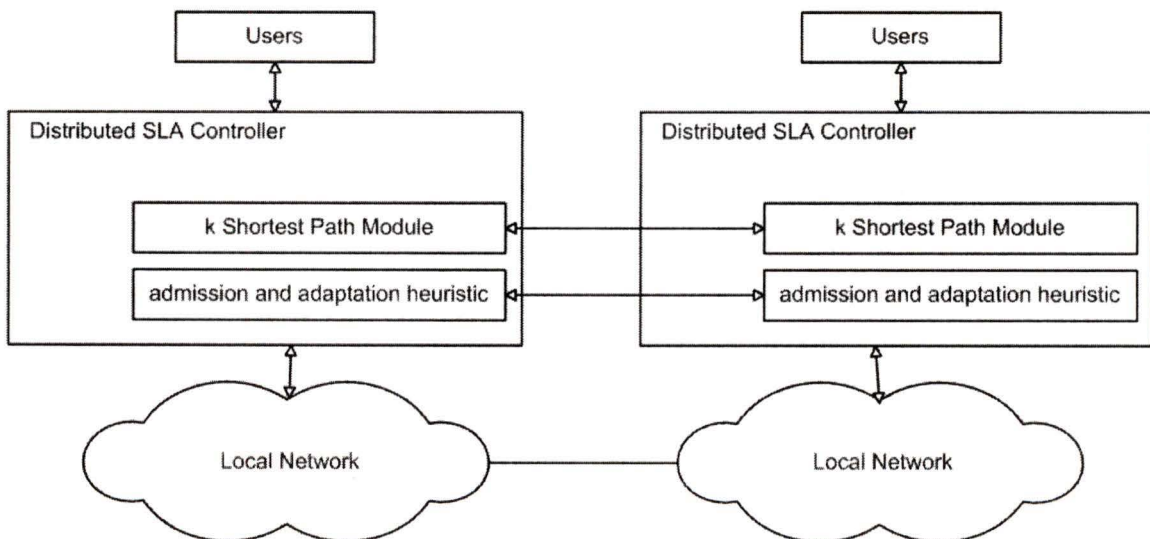 Users
Users
Distributed SLA Controller
Distributed SLA Controller
k Shortest Path Module
k Shortest Path Module
admission and adaptation heuristic
admission and adaptation heuristic
Local Network
Local Network